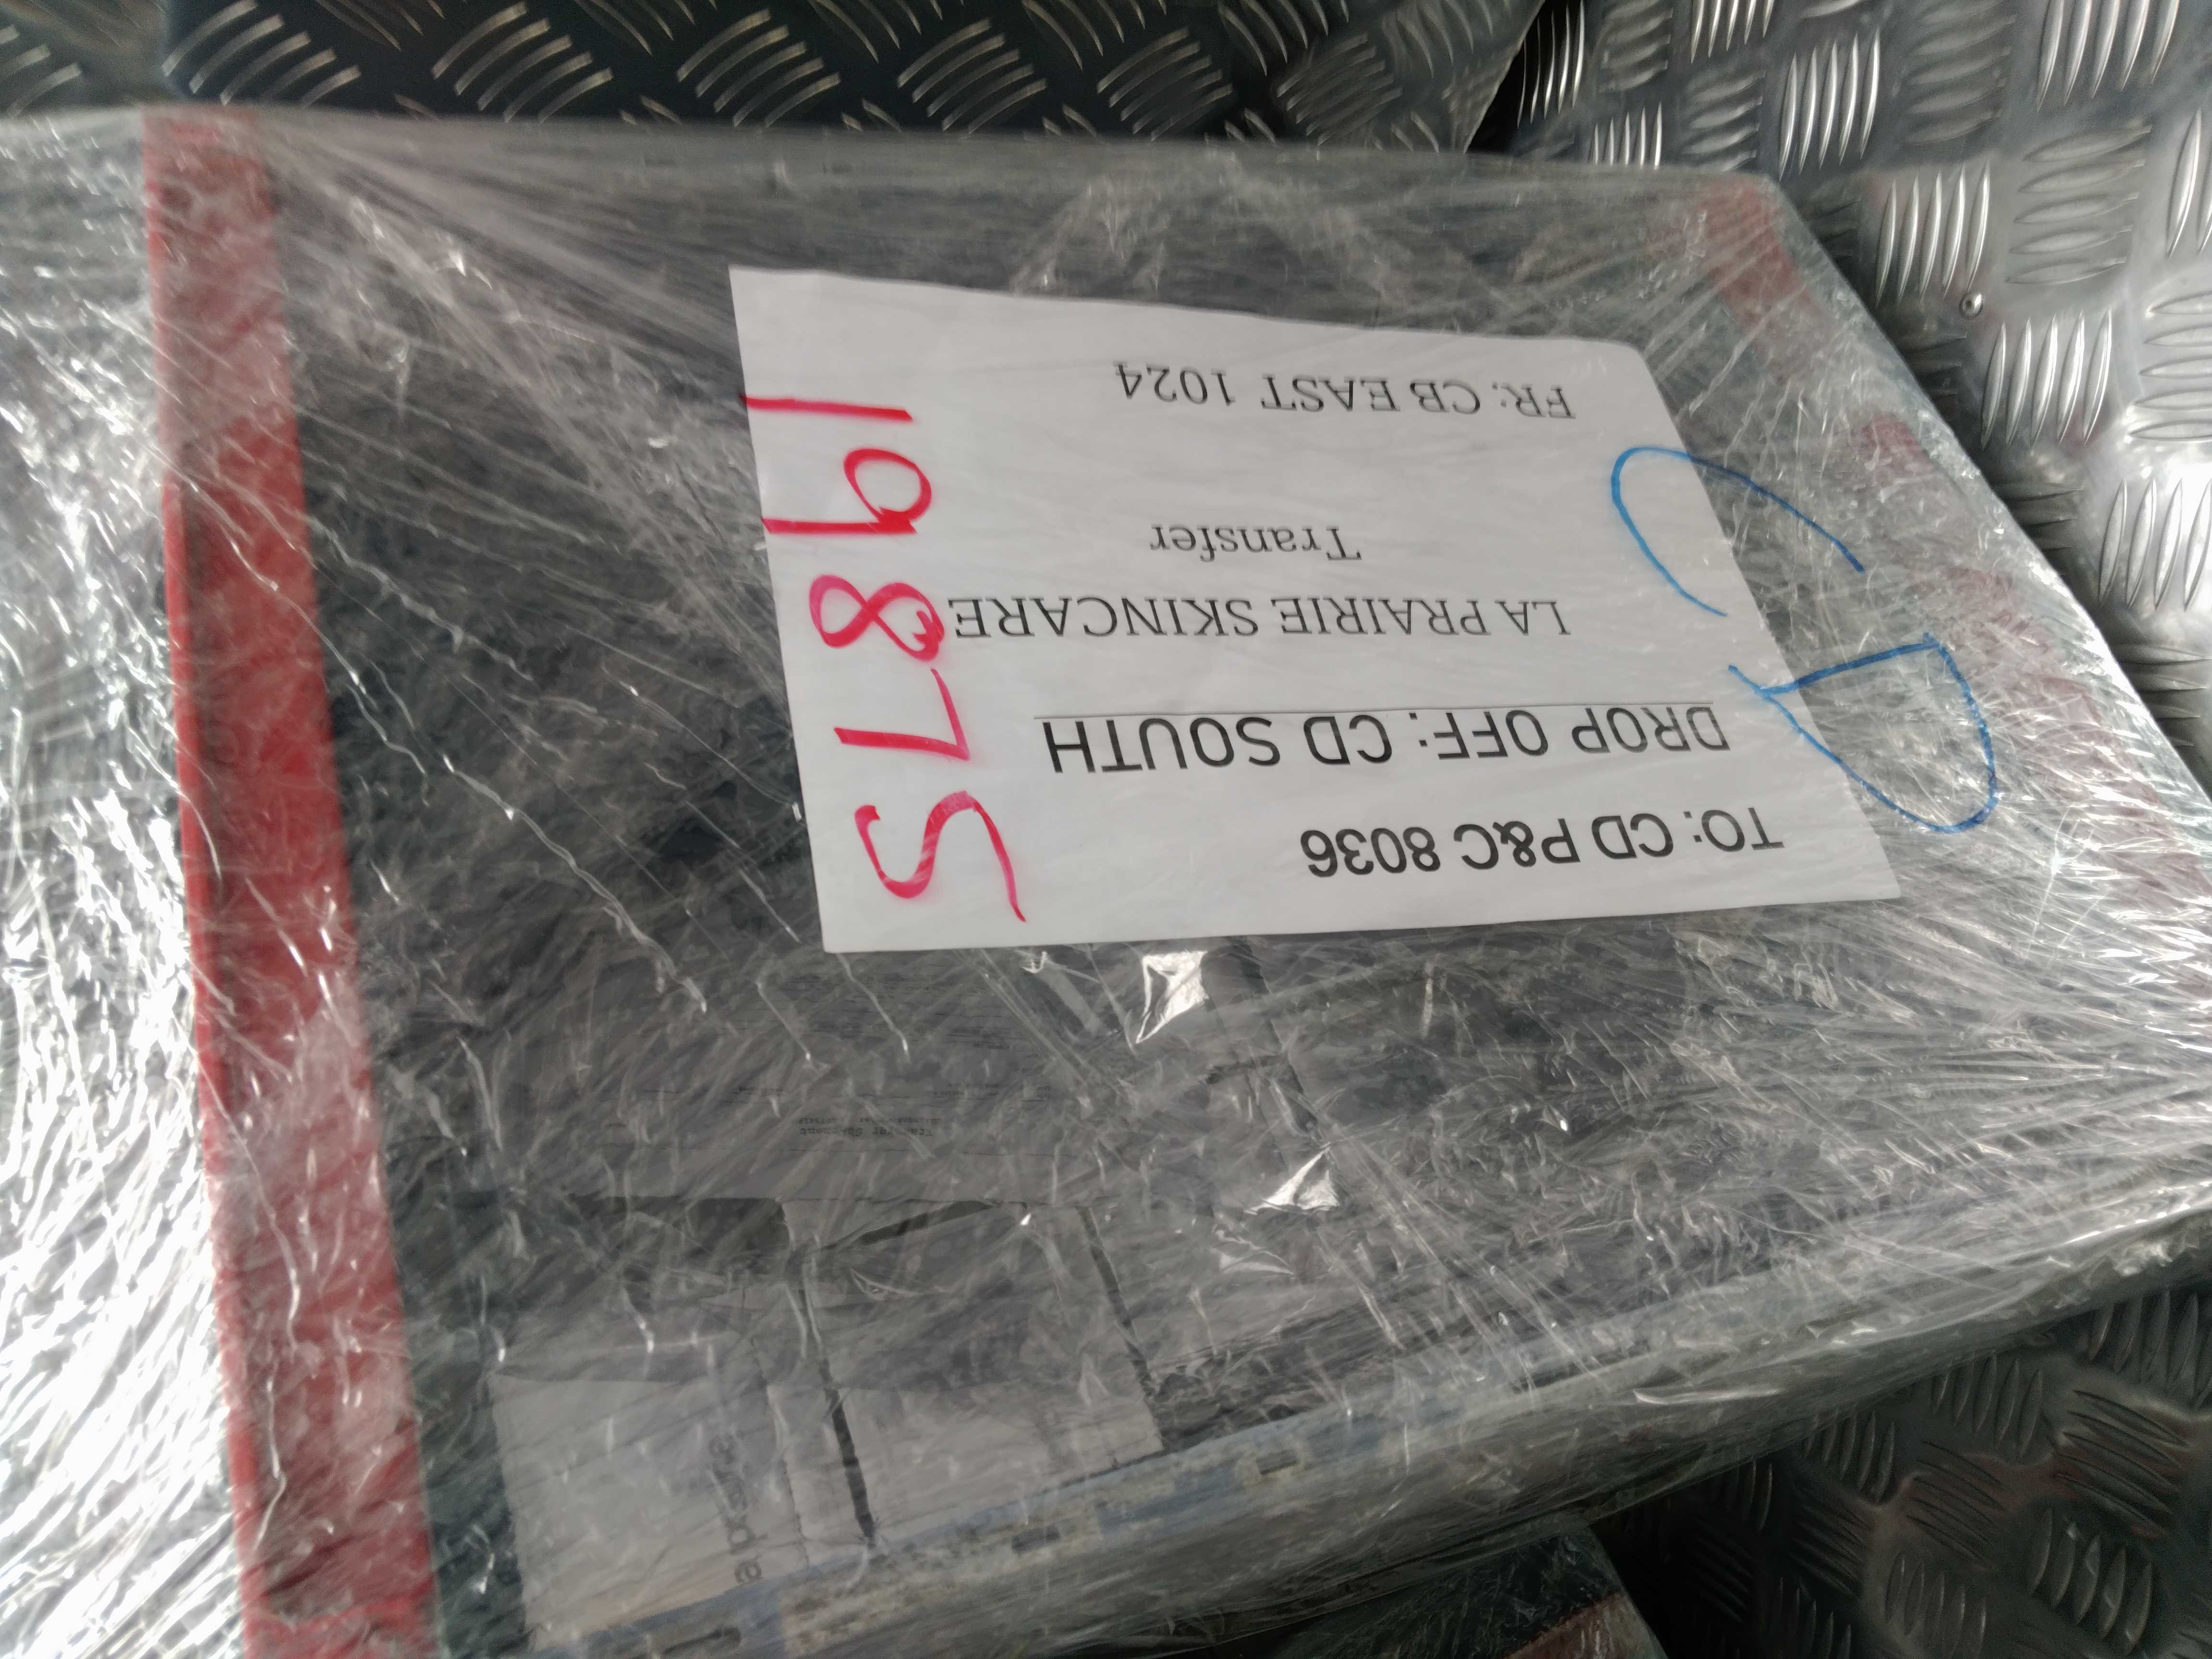 TO: CD P&C 8036
DROP OFF: CD SOUTH
LA PRAIRIE SKINCARE
Transfer
FR: CB EAST 1024
19875
CD